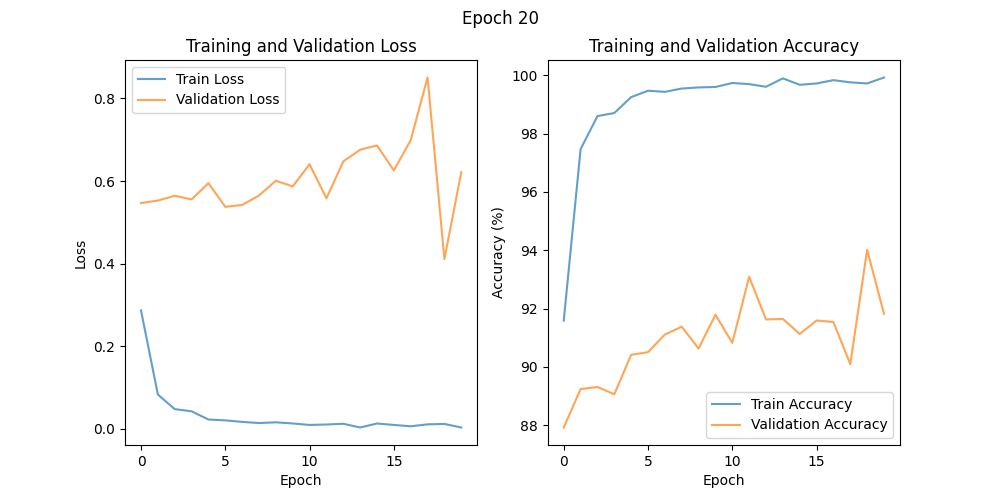 Epoch 20
Training and Validation Loss
Train Loss
Validation Loss
0.8
0.6
0.4
0.2
0.0
Loss
0
5
10
15
Epoch
Training and Validation Accuracy
100
98
96
94
92
90
88
Accuracy (%)
Train Accuracy
Validation Accuracy
0
5
10
15
Epoch